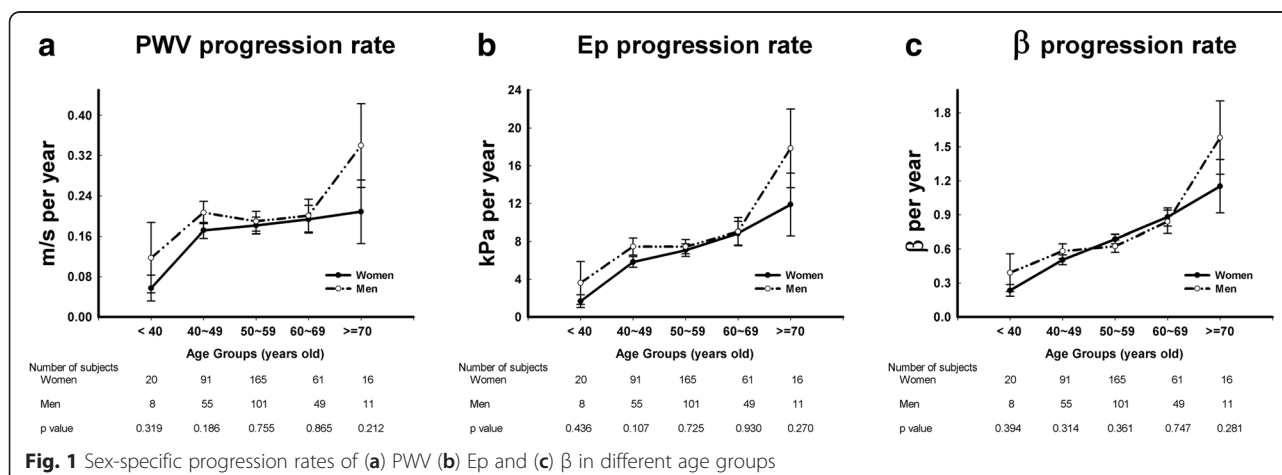 a PWV progression rate
m/s per year
0.40
0.32
0.24
0.16
0.08
0.00
Women
Men
< 40 40~49 50~59 60~69 >=70
Age Groups (years old)
Number of subjects
Women 20 91 165 61 16
Men 8 55 101 49 11
p value 0.319 0.186 0.755 0.865 0.212
b Ep progression rate
kPa per year
24
20
16
12
8
4
0
Women
Men
< 40 40~49 50~59 60~69 >=70
Age Groups (years old)
Number of subjects
Women 20 91 165 61 16
Men 8 55 101 49 11
p value 0.436 0.107 0.725 0.930 0.270
c β progression rate
β per year
1.8
1.5
1.2
0.9
0.6
0.3
0.0
Women
Men
< 40 40~49 50~59 60~69 >=70
Age Groups (years old)
Number of subjects
Women 20 91 165 61 16
Men 8 55 101 49 11
p value 0.394 0.314 0.361 0.747 0.281
Fig. 1 Sex-specific progression rates of (a) PWV (b) Ep and (c) β in different age groups